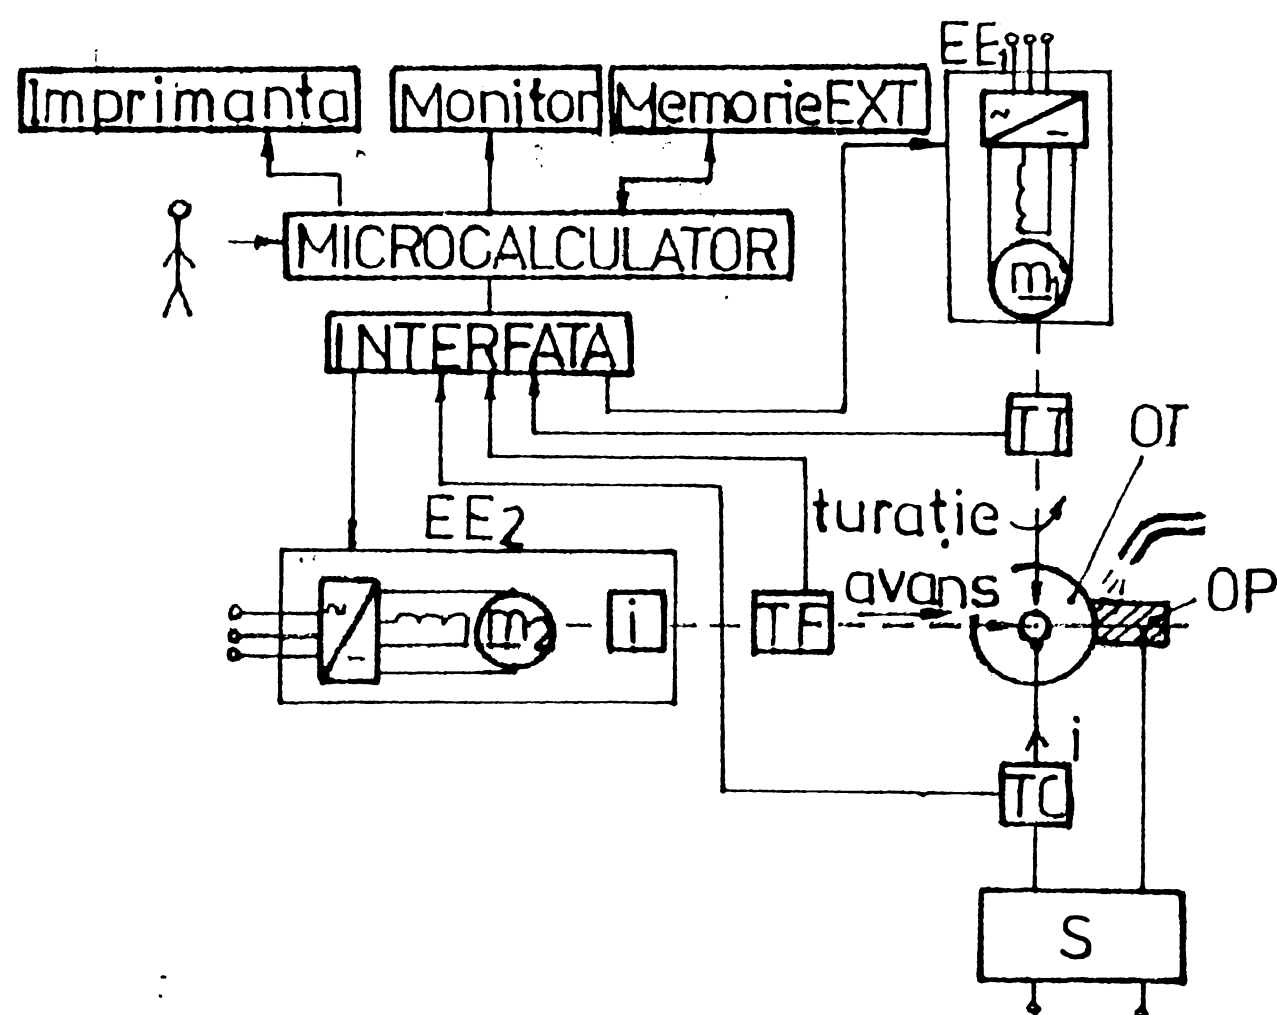 EE1
Imprimanta
Monitor
MemorieEXT
~
−
MICROCALCULATOR
m1
INTERFATA
TT
OT
EE2
turație
avans
OP
~
−
m2
i
TF
i
TC
S